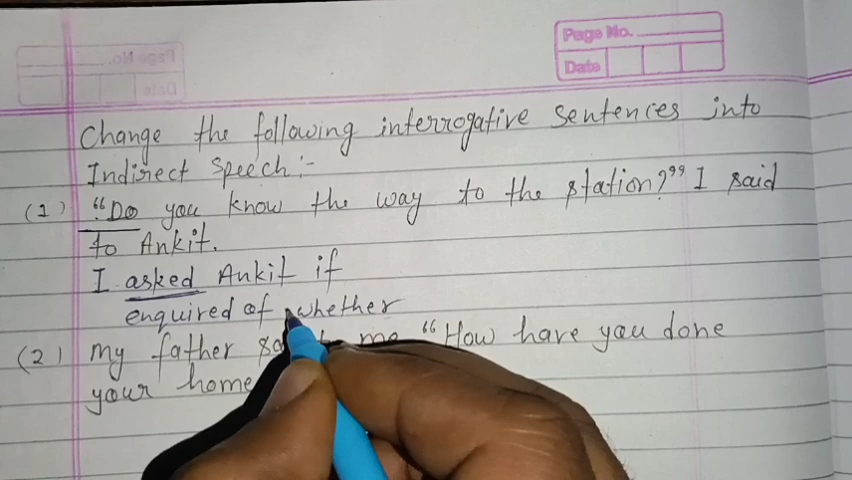 Page No.
Date
Change the following interrogative sentences into
Indirect speech :-
(1) "Do you know the way to the station?" I said
to Ankit.
I asked Ankit if
enquired of whether
(2) My father me "How have you done
your home